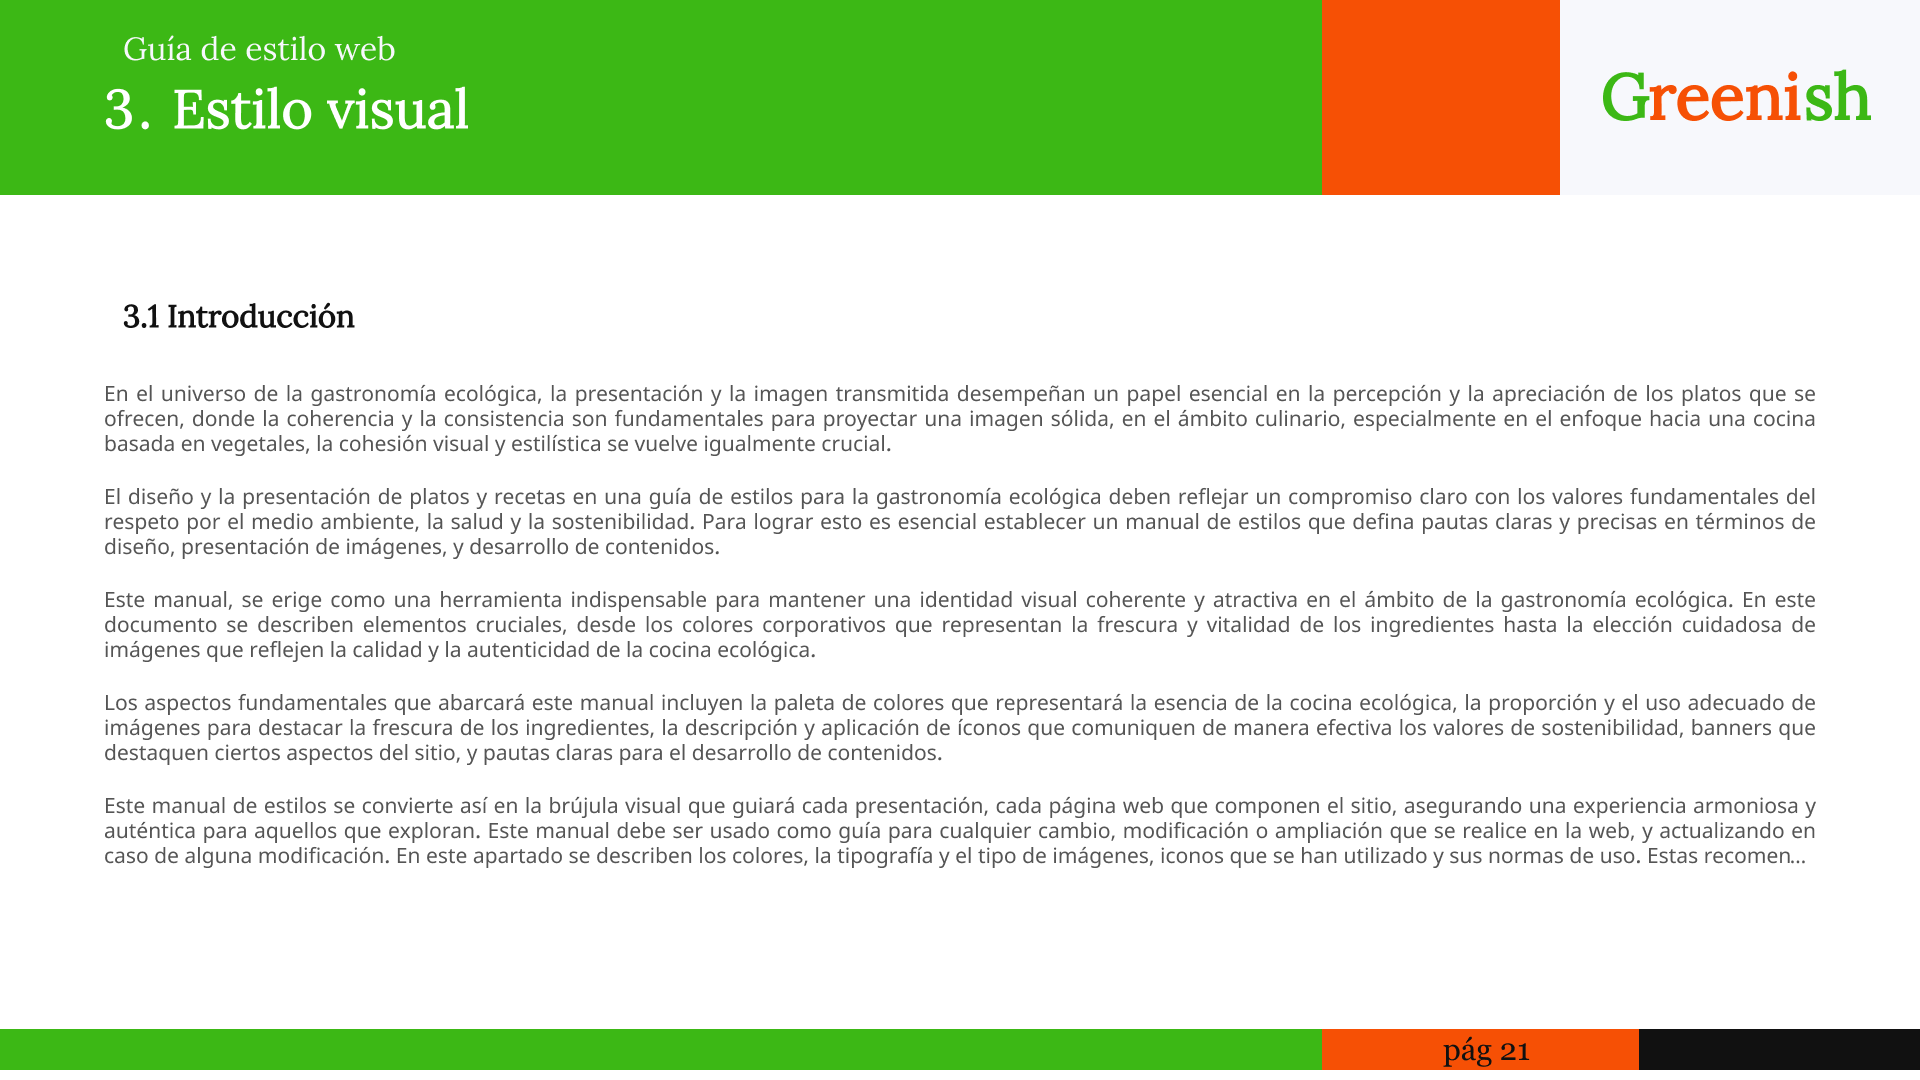 Guía de estilo web
3. Estilo visual
Greenish
3.1 Introducción
En el universo de la gastronomía ecológica, la presentación y la imagen transmitida desempeñan un papel esencial en la percepción y la apreciación de los platos que se
ofrecen, donde la coherencia y la consistencia son fundamentales para proyectar una imagen sólida, en el ámbito culinario, especialmente en el enfoque hacia una cocina
basada en vegetales, la cohesión visual y estilística se vuelve igualmente crucial.
El diseño y la presentación de platos y recetas en una guía de estilos para la gastronomía ecológica deben reflejar un compromiso claro con los valores fundamentales del
respeto por el medio ambiente, la salud y la sostenibilidad. Para lograr esto es esencial establecer un manual de estilos que defina pautas claras y precisas en términos de
diseño, presentación de imágenes, y desarrollo de contenidos.
Este manual, se erige como una herramienta indispensable para mantener una identidad visual coherente y atractiva en el ámbito de la gastronomía ecológica. En este
documento se describen elementos cruciales, desde los colores corporativos que representan la frescura y vitalidad de los ingredientes hasta la elección cuidadosa de
imágenes que reflejen la calidad y la autenticidad de la cocina ecológica.
Los aspectos fundamentales que abarcará este manual incluyen la paleta de colores que representará la esencia de la cocina ecológica, la proporción y el uso adecuado de
imágenes para destacar la frescura de los ingredientes, la descripción y aplicación de íconos que comuniquen de manera efectiva los valores de sostenibilidad, banners que
destaquen ciertos aspectos del sitio, y pautas claras para el desarrollo de contenidos.
Este manual de estilos se convierte así en la brújula visual que guiará cada presentación, cada página web que componen el sitio, asegurando una experiencia armoniosa y
auténtica para aquellos que exploran. Este manual debe ser usado como guía para cualquier cambio, modificación o ampliación que se realice en la web, y actualizando en
caso de alguna modificación. En este apartado se describen los colores, la tipografía y el tipo de imágenes, iconos que se han utilizado y sus normas de uso. Estas recomen...
pág 21